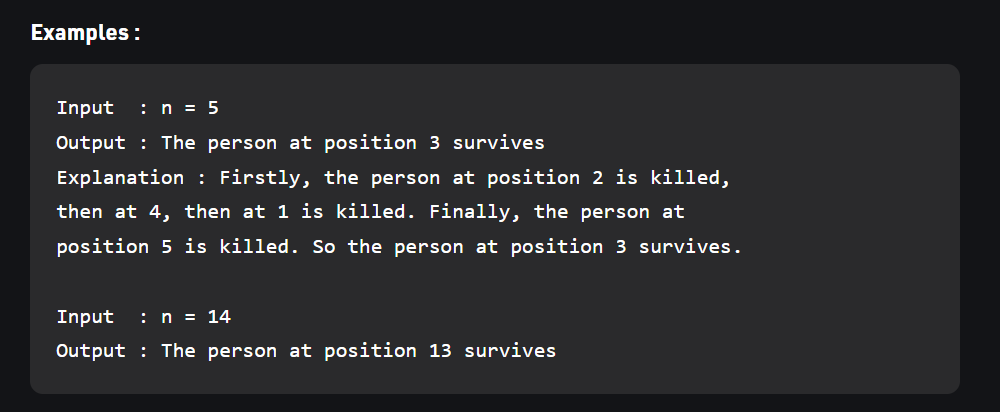 Examples :
Input  : n = 5
Output : The person at position 3 survives
Explanation : Firstly, the person at position 2 is killed,
then at 4, then at 1 is killed. Finally, the person at
position 5 is killed. So the person at position 3 survives.
Input  : n = 14
Output : The person at position 13 survives